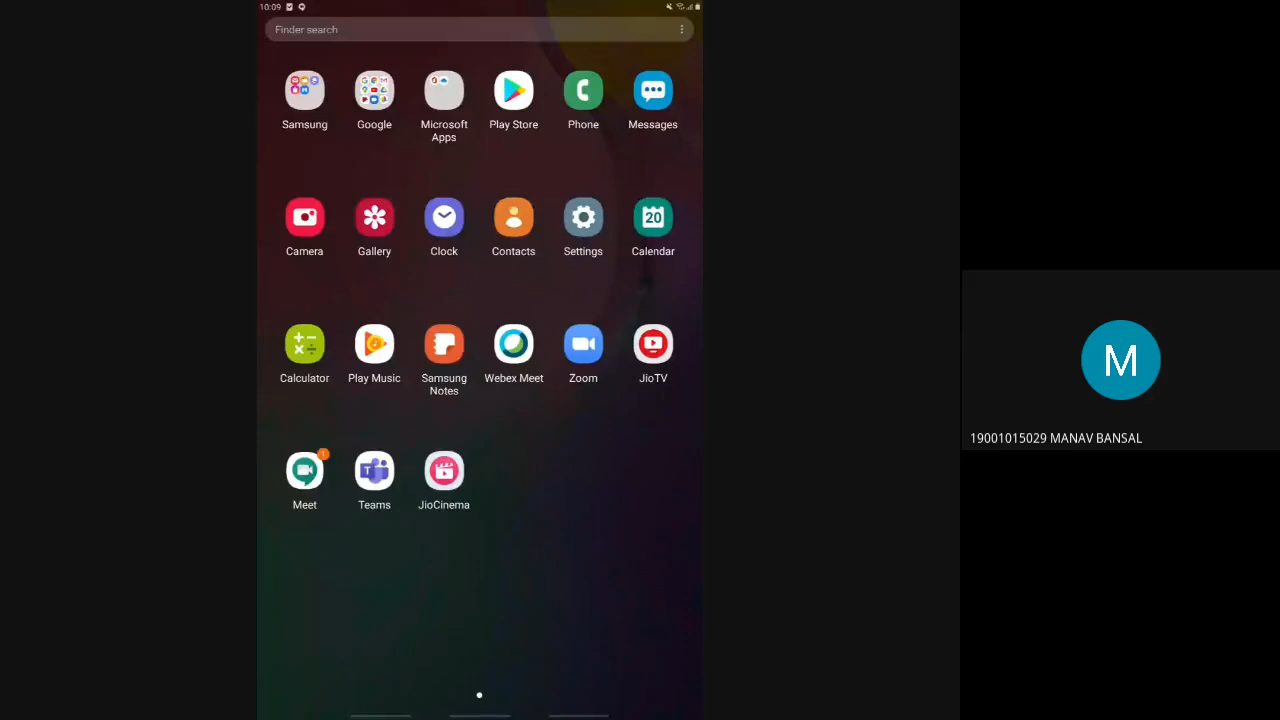 10:09
Finder search
Samsung
Google
Microsoft
Apps
Play Store
Phone
Messages
Camera
Gallery
Clock
Contacts
Settings
20
Calendar
Calculator
Play Music
Samsung
Notes
Webex Meet
Zoom
JioTV
1
Meet
T
Teams
JioCinema
M
19001015029 MANAV BANSAL